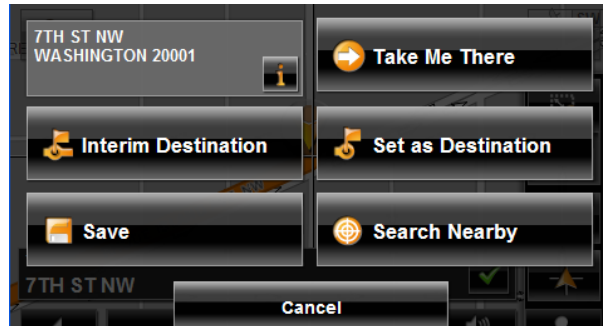 7TH ST NW
WASHINGTON 20001
Take Me There
Interim Destination
Set as Destination
Save
Search Nearby
7TH ST NW
Cancel